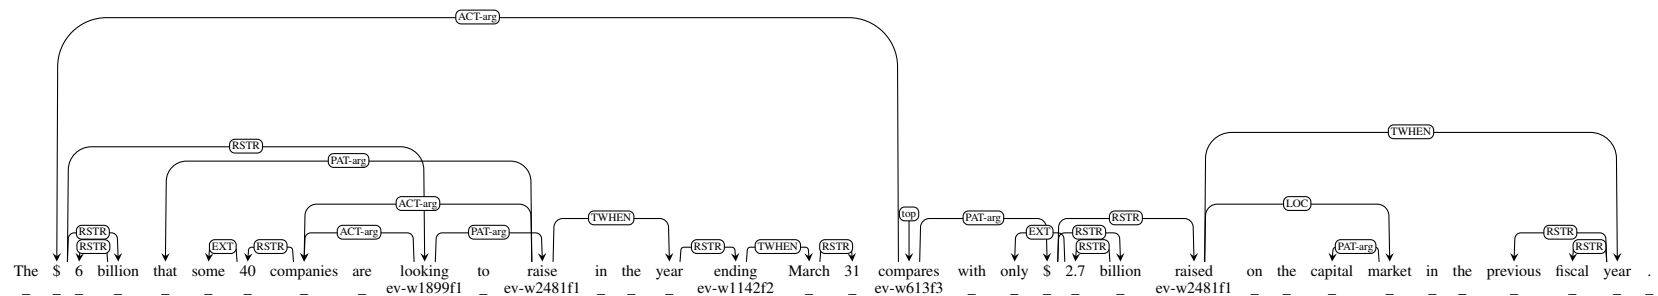 ACT-arg
RSTR
TWHEN
PAT-arg
ACT-arg LOC
top
TWHEN PAT-arg RSTR
RSTR ACT-arg PAT-arg EXT RSTR RSTR
RSTR EXT RSTR RSTR TWHEN RSTR RSTR PAT-arg RSTR
The $ 6 billion that some 40 companies are looking to raise in the year ending March 31 compares with only $ 2.7 billion raised on the capital market in the previous fiscal year .
_ _ _ _ _ _ _ _ _ ev-w1899f1 _ ev-w2481f1 _ _ _ ev-w1142f2 _ _ ev-w613f3 _ _ _ _ _ ev-w2481f1 _ _ _ _ _ _ _ _ _ _